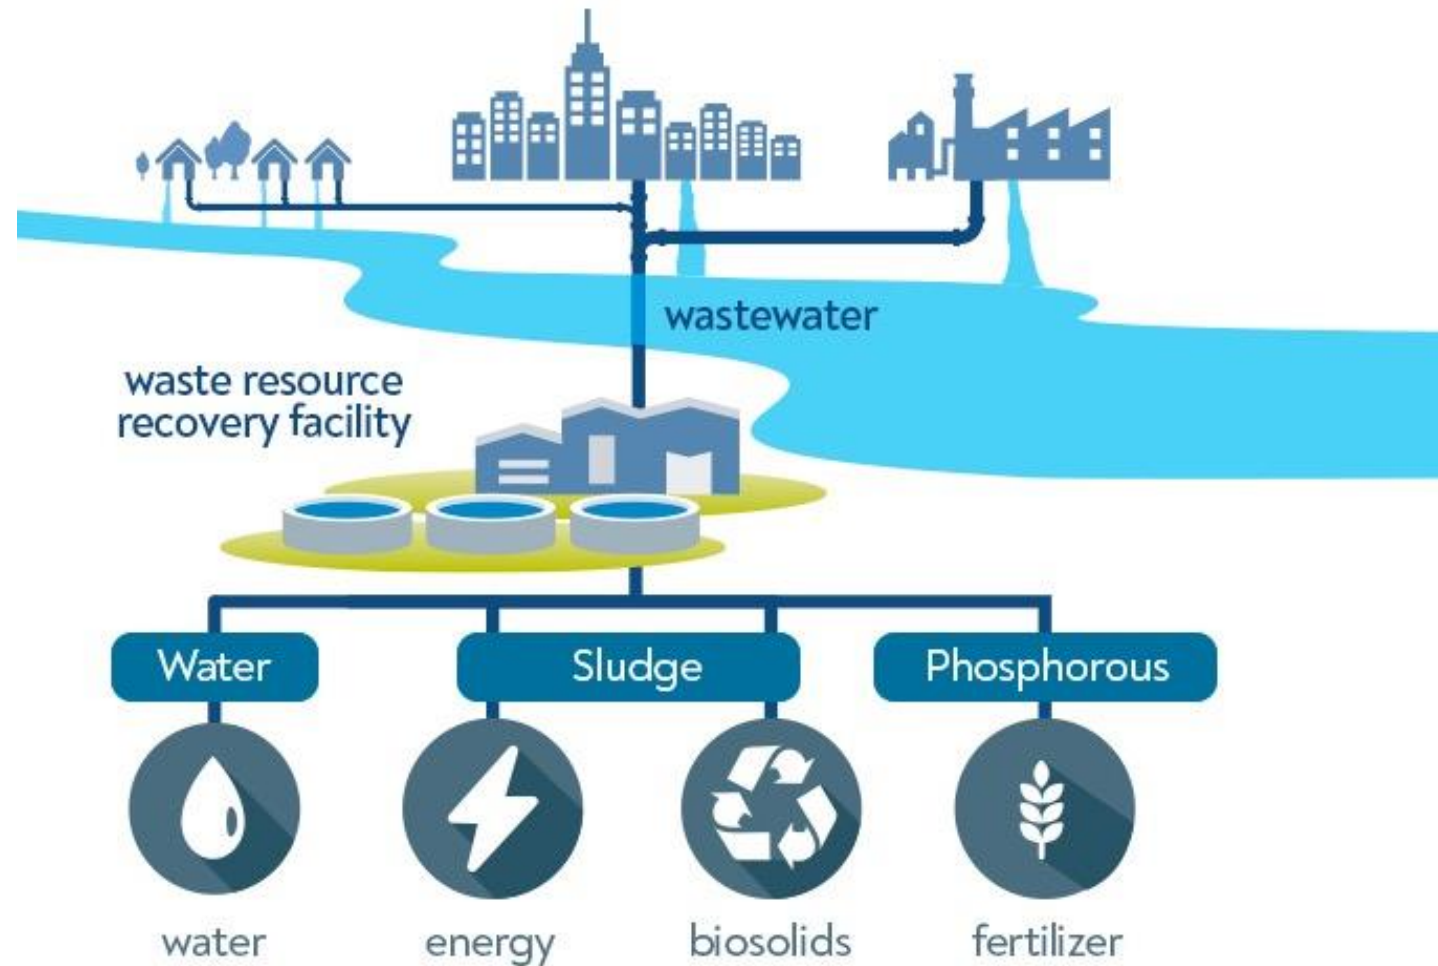 wastewater
waste resource
recovery facility
Water
Sludge
Phosphorous
water
energy
biosolids
fertilizer